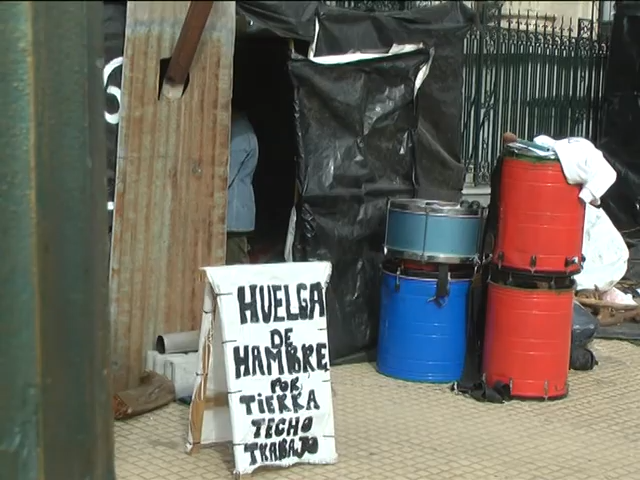 HUELGA
DE
HAMBRE
POR
TIERRA
TECHO
TRABAJO